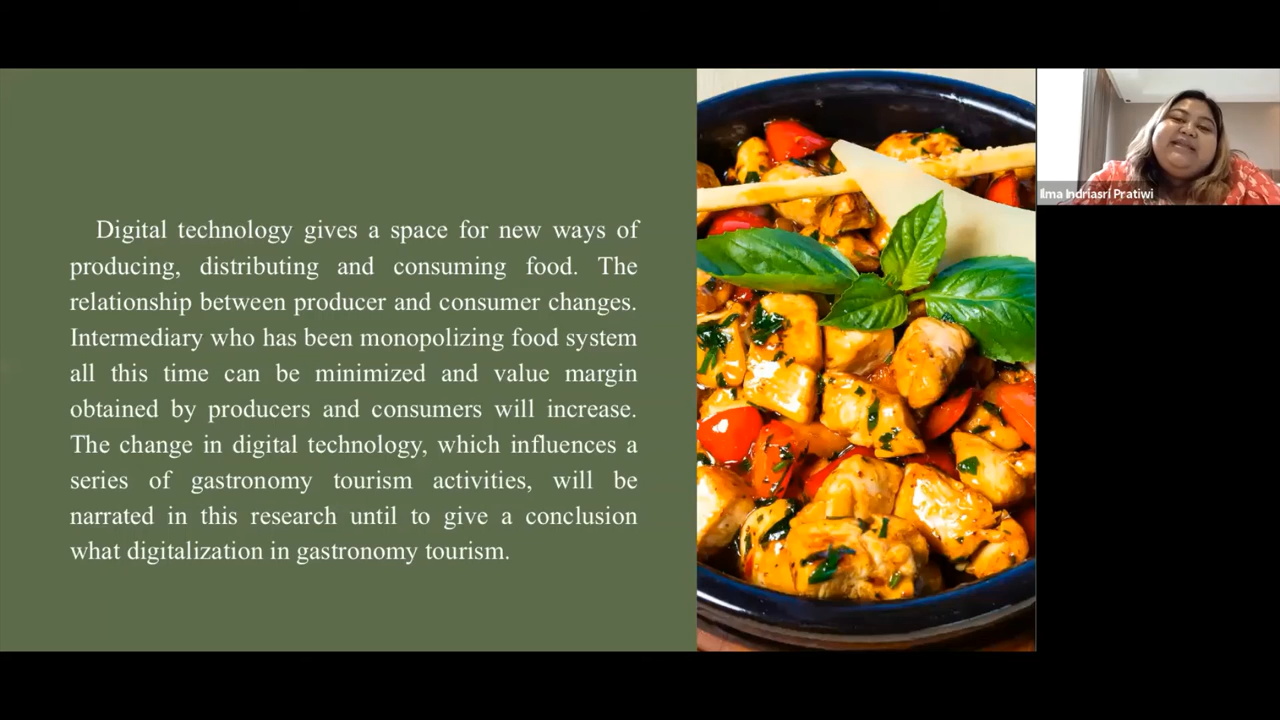 Digital technology gives a space for new ways of
producing, distributing and consuming food. The
relationship between producer and consumer changes.
Intermediary who has been monopolizing food system
all this time can be minimized and value margin
obtained by producers and consumers will increase.
The change in digital technology, which influences a
series of gastronomy tourism activities, will be
narrated in this research until to give a conclusion
what digitalization in gastronomy tourism.
Ilma Indriasri Pratiwi